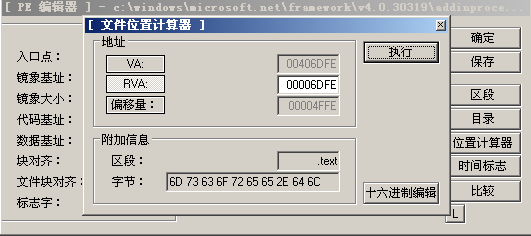 [ PE 编辑器 ] - c:\windows\microsoft.net\framework\v4.0.30319\addinproce...
[ 文件位置计算器 ]
入口点：
镜象基址：
镜象大小：
代码基址：
数据基址：
块对齐：
文件块对齐：
标志字：
地址
VA: 00406DFE
RVA: 00006DFE
偏移量： 00004FFE
执行
附加信息
区段： .text
字节： 6D 73 63 6F 72 65 65 2E 64 6C
十六进制编辑
确定
保存
区段
目录
位置计算器
时间标志
比较
L